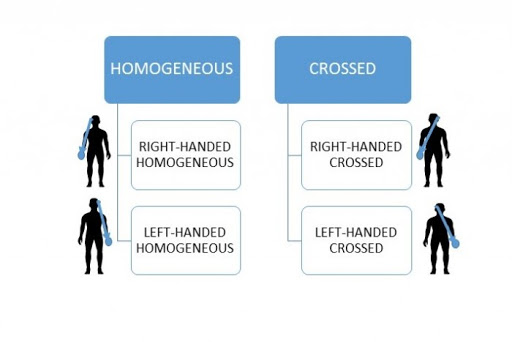 HOMOGENEOUS
RIGHT-HANDED
HOMOGENEOUS
LEFT-HANDED
HOMOGENEOUS
CROSSED
RIGHT-HANDED
CROSSED
LEFT-HANDED
CROSSED